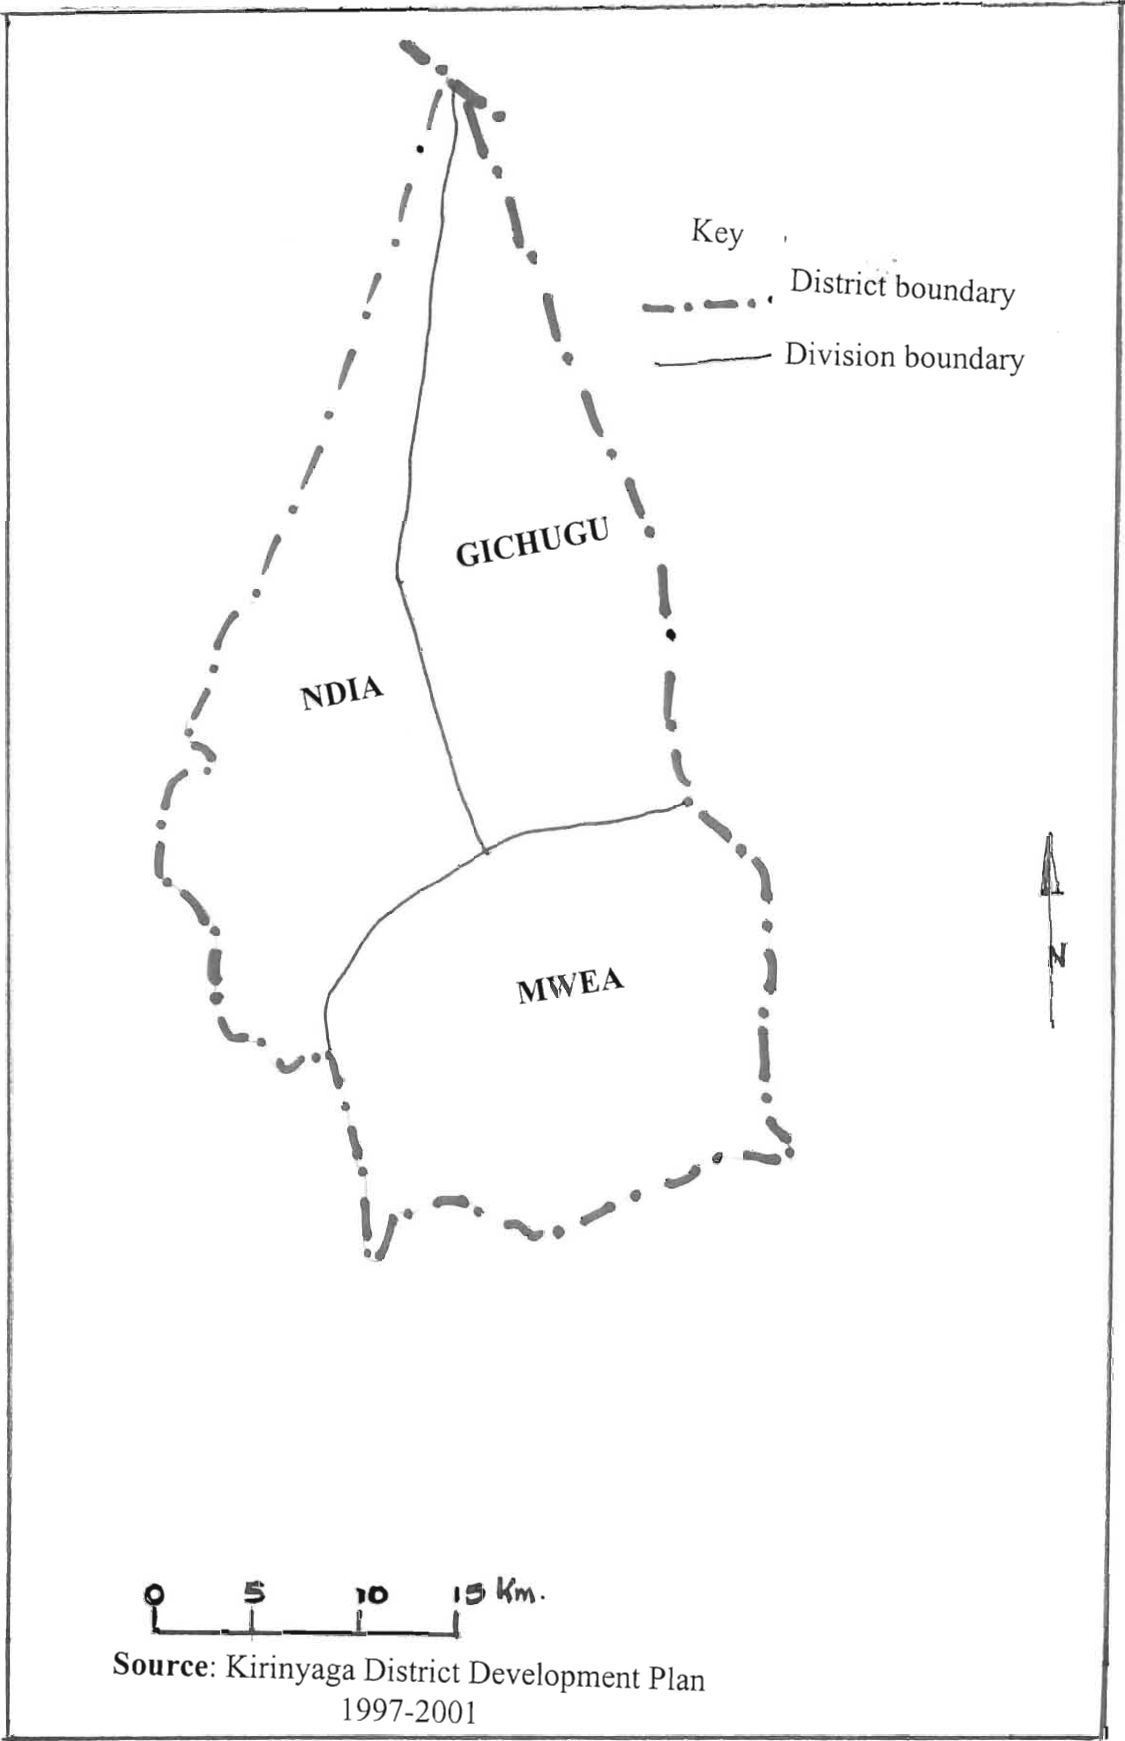 Key
District boundary
Division boundary
GICHUGU
NDIA
MWEA
N
0 5 10 15 Km.
Source: Kirinyaga District Development Plan
1997-2001